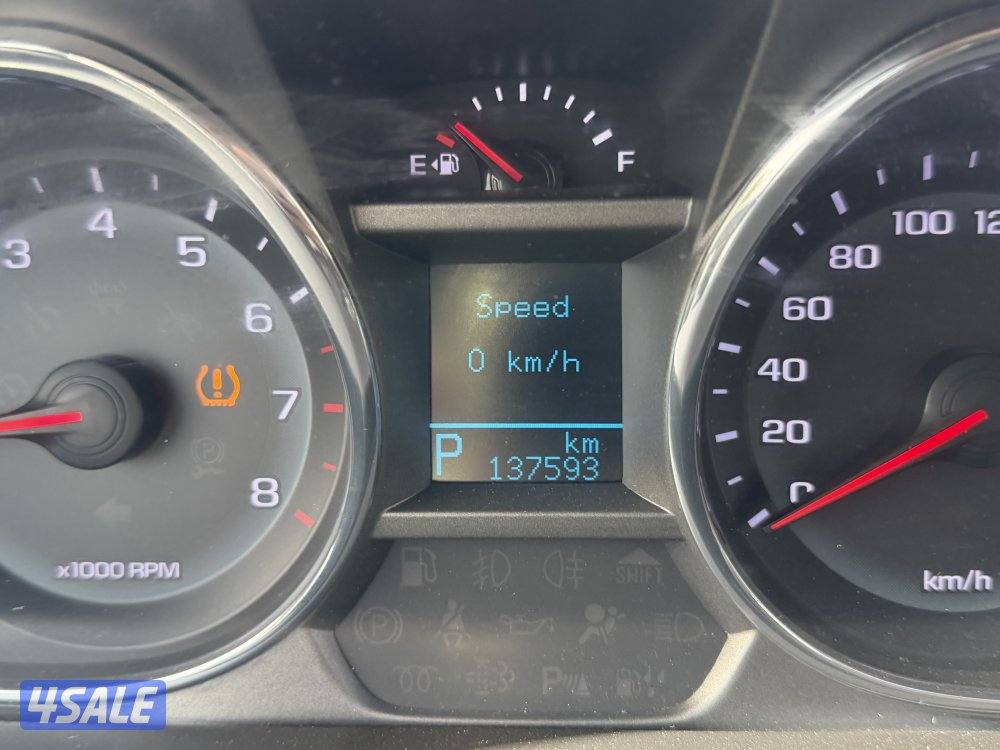 E F
3 4 5 6 7 8
x1000 RPM
Speed
0 km/h
P km
137593
0 20 40 60 80 100
km/h
SHIFT
P
P
4SALE